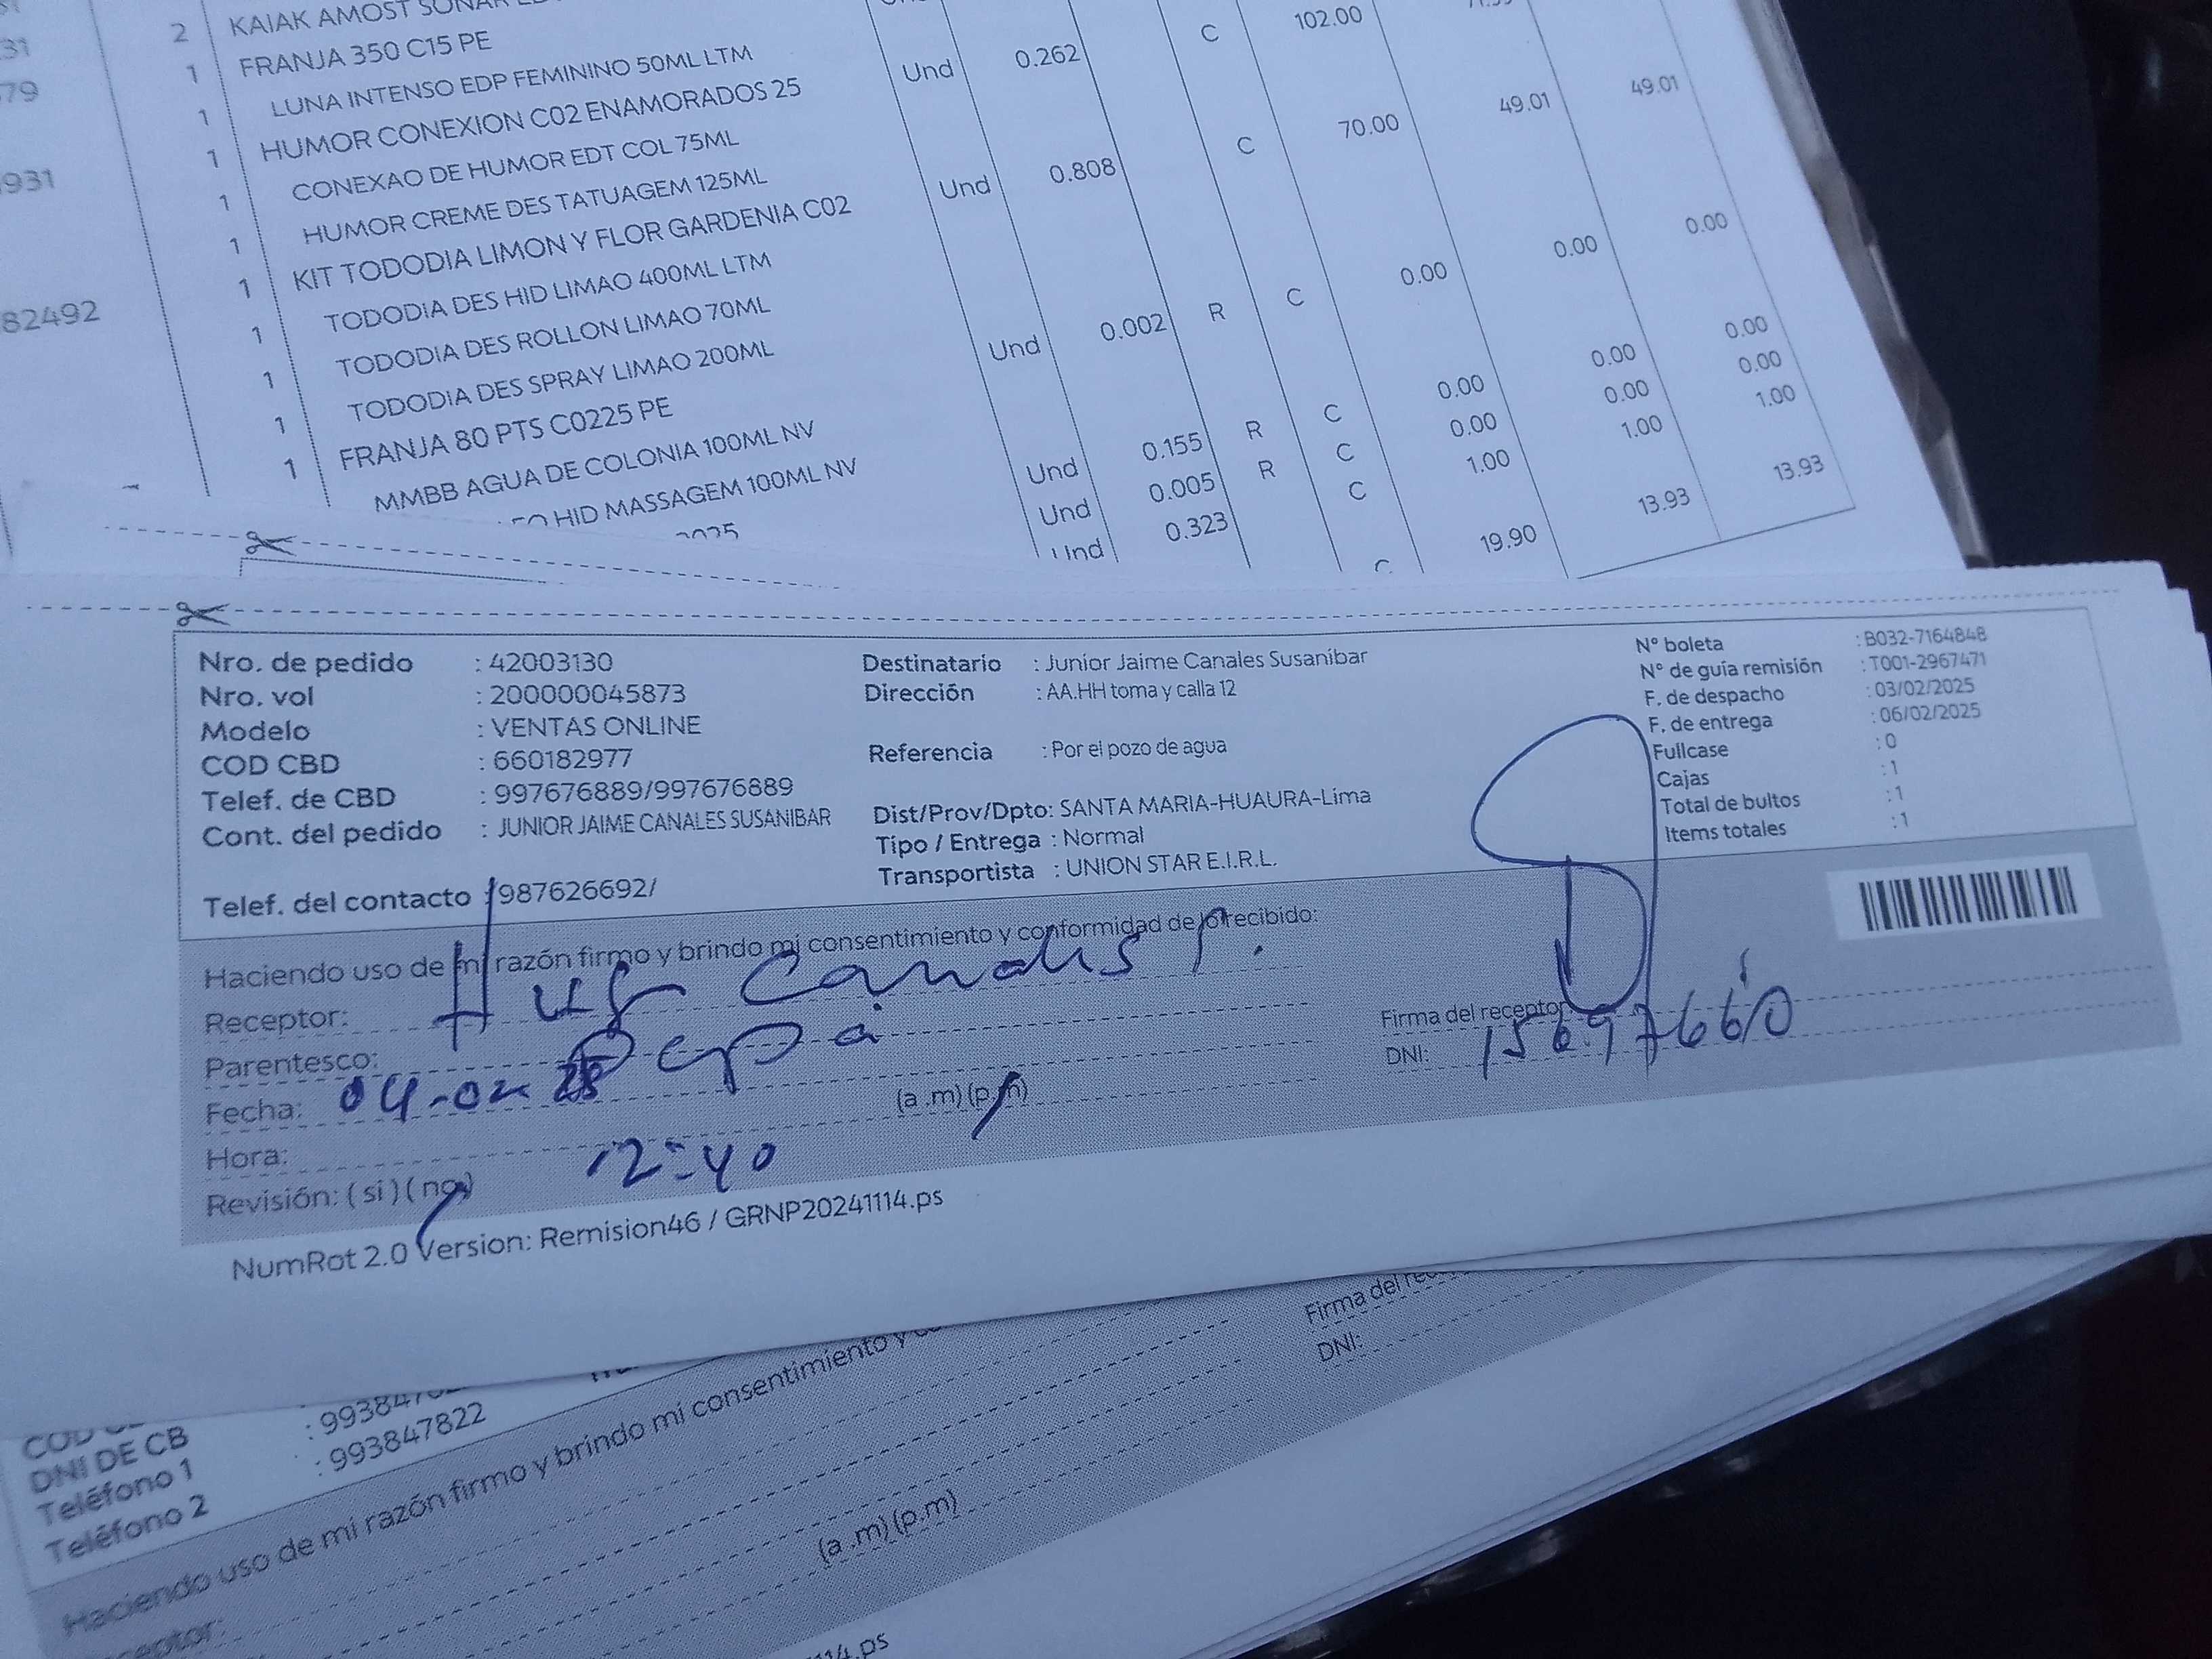 31
2 KAIAK AMOST
79
1 FRANJA 350 C15 PE
1 LUNA INTENSO EDP FEMININO 50ML LTM Und 0.262 C 102.00
1 HUMOR CONEXION C02 ENAMORADOS 25
931
1 CONEXAO DE HUMOR EDT COL 75ML
1 HUMOR CREME DES TATUAGEM 125ML Und 0.808 C 70.00 49.01 49.01
1 KIT TODODIA LIMON Y FLOR GARDENIA C02
82492
1 TODODIA DES HID LIMAO 400ML LTM
1 TODODIA DES ROLLON LIMAO 70ML
1 TODODIA DES SPRAY LIMAO 200ML Und 0.002 R C 0.00 0.00 0.00
1 FRANJA 80 PTS C0225 PE
MMBB AGUA DE COLONIA 100ML NV Und 0.155 R C 0.00 0.00 0.00
HID MASSAGEM 100ML NV Und 0.005 R C 0.00 0.00 0.00
Und 0.323 C 1.00 1.00 1.00
19.90 13.93 13.93
Nro. de pedido : 42003130
Nro. vol : 200000045873
Modelo : VENTAS ONLINE
COD CBD : 660182977
Telef. de CBD : 997676889/997676889
Cont. del pedido : JUNIOR JAIME CANALES SUSANIBAR
Telef. del contacto : 987626692/
Destinatario : Junior Jaime Canales Susanibar
Dirección : AA.HH toma y calla 12
Referencia : Por el pozo de agua
Dist/Prov/Dpto: SANTA MARIA-HUAURA-Lima
Tipo / Entrega : Normal
Transportista : UNION STAR E.I.R.L.
Nº boleta : B032-7164848
Nº de guía remisión : T001-2967471
F. de despacho : 03/02/2025
F. de entrega : 06/02/2025
Fullcase : 0
Cajas : 1
Total de bultos : 1
Items totales : 1
Haciendo uso de mi razón firmo y brindo mi consentimiento y conformidad de lo recibido:
Receptor: Canales
Parentesco: Papa
Fecha: 04-02 25
Hora: 12:40 (a .m) (p.m)
Revisión: ( si ) ( no )
Firma del receptor
DNI: 15697660
NumRot 2.0 Version: Remision46 / GRNP20241114.ps
DNI DE CB
Teléfono 1 : 993847822
Teléfono 2
Haciendo uso de mi razón firmo y brindo mi consentimiento y
(a .m) (p.m)
Firma del
DNI: